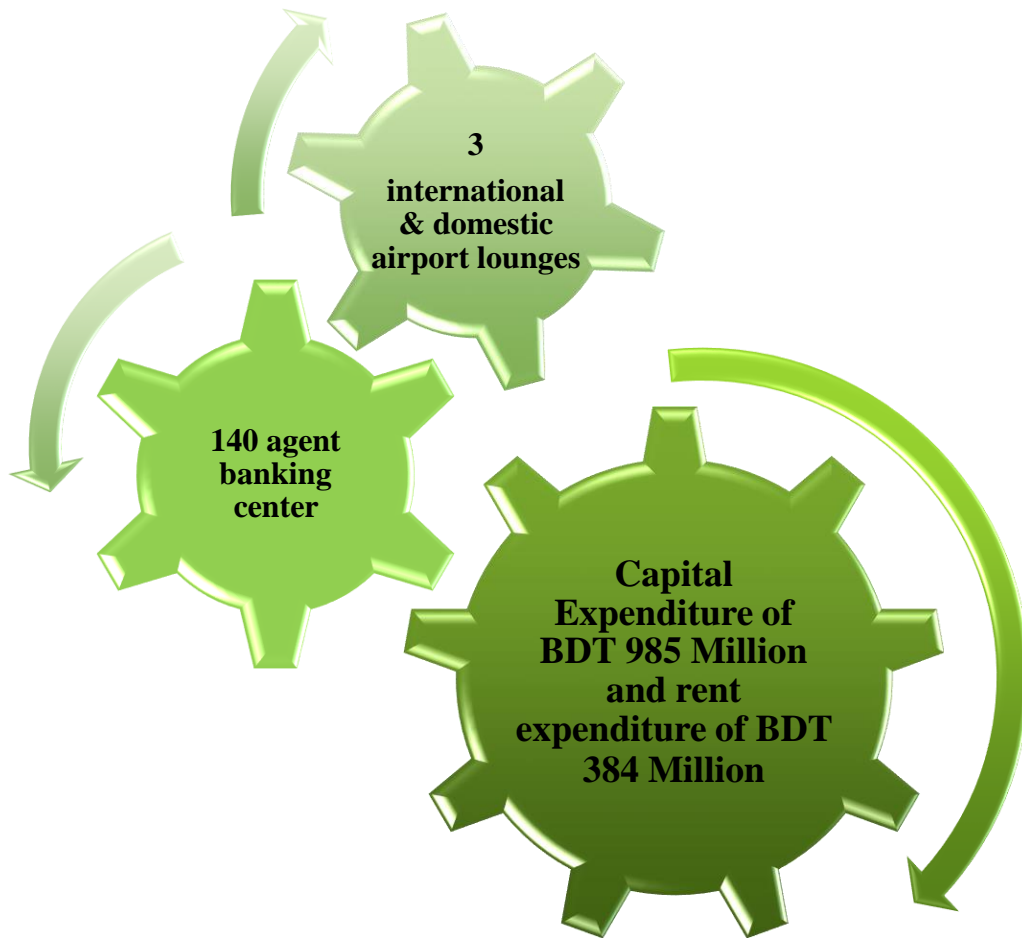 3
international
& domestic
airport lounges
140 agent
banking
center
Capital
Expenditure of
BDT 985 Million
and rent
expenditure of BDT
384 Million